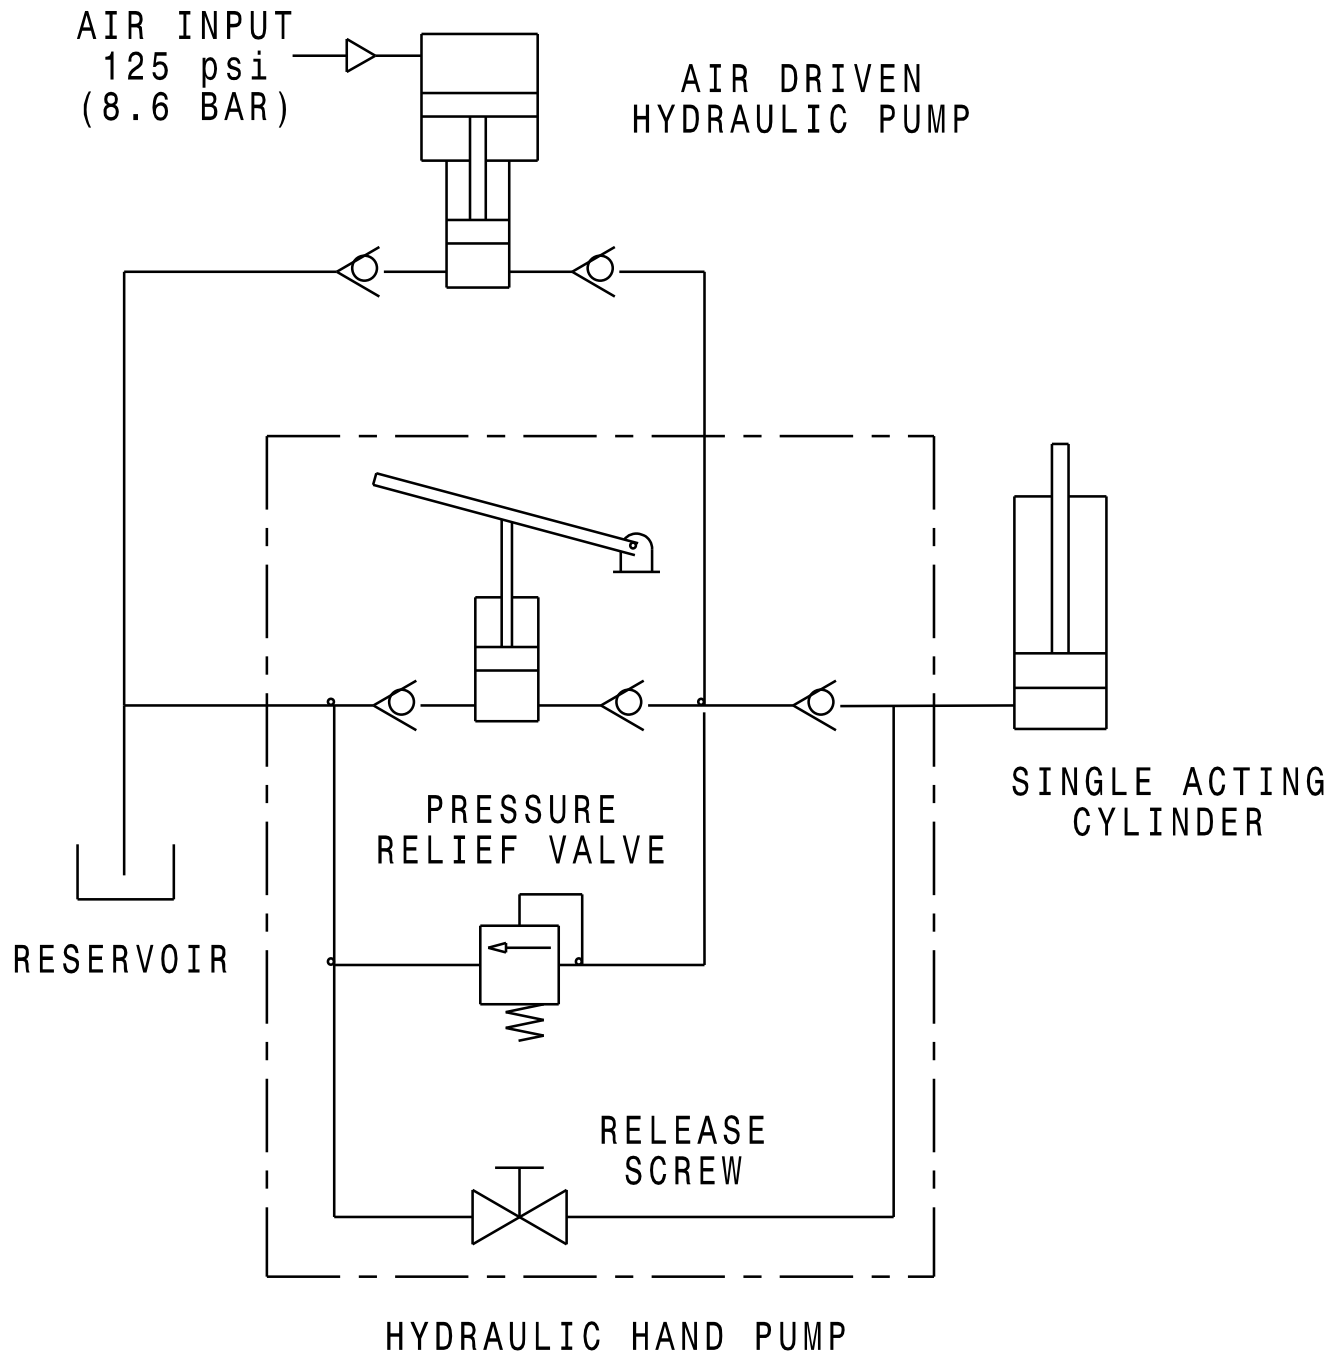 AIR INPUT
125 psi
(8.6 BAR)
AIR DRIVEN
HYDRAULIC PUMP
SINGLE ACTING
CYLINDER
PRESSURE
RELIEF VALVE
RESERVOIR
RELEASE
SCREW
HYDRAULIC HAND PUMP